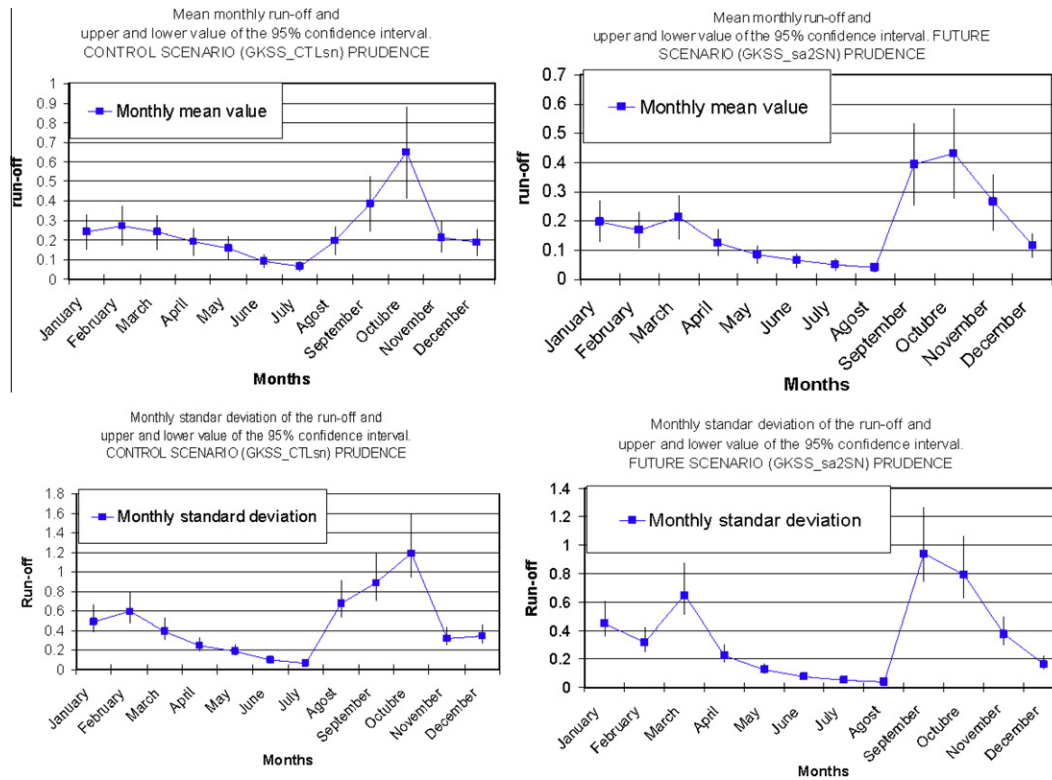 Mean monthly run-off and
upper and lower value of the 95% confidence interval.
CONTROL SCENARIO (GKSS_CTLsn) PRUDENCE
run-off
1
0.9
0.8
0.7
0.6
0.5
0.4
0.3
0.2
0.1
0
Monthly mean value
January
February
March
April
May
June
July
Agost
September
Octubre
November
December
Months
Mean monthly run-off and
upper and lower value of the 95% confidence interval. FUTURE
SCENARIO (GKSS_sa2SN) PRUDENCE
run-off
0.7
0.6
0.5
0.4
0.3
0.2
0.1
0
Monthly mean value
January
February
March
April
May
June
July
Agost
September
Octubre
November
December
Months
Monthly standar deviation of the run-off and
upper and lower value of the 95% confidence interval.
CONTROL SCENARIO (GKSS_CTLsn) PRUDENCE
Run-off
1.8
1.6
1.4
1.2
1
0.8
0.6
0.4
0.2
0
Monthly standard deviation
January
February
March
April
May
June
July
Agost
September
Octubre
November
December
Months
Monthly standar deviation of the run-off and
upper and lower value of the 95% confidence interval.
FUTURE SCENARIO (GKSS_sa2SN) PRUDENCE
Run-off
1.4
1.2
1
0.8
0.6
0.4
0.2
0
Monthly standar deviation
January
February
March
April
May
June
July
Agost
September
Octubre
November
December
Months